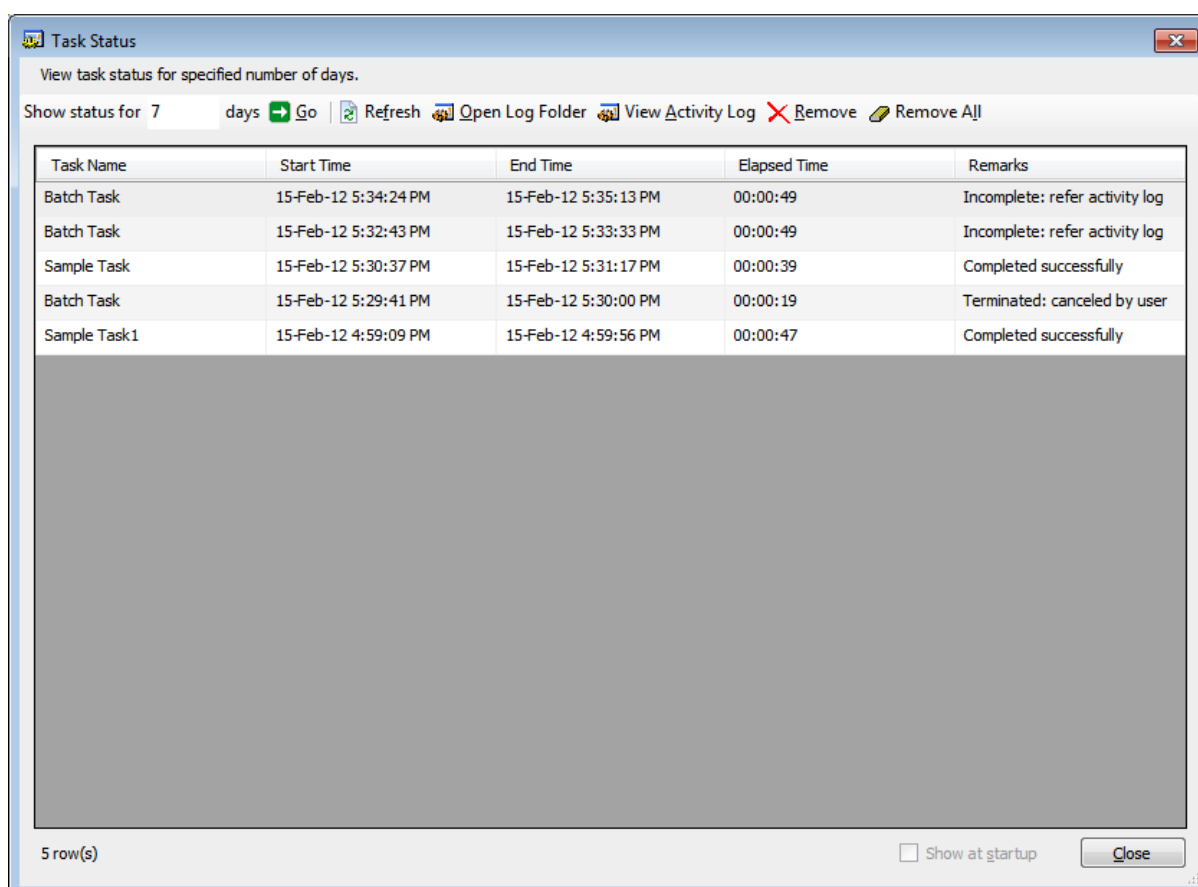 Task Status
View task status for specified number of days.
Show status for 7 days Go Refresh Open Log Folder View Activity Log Remove Remove All
Task Name Start Time End Time Elapsed Time Remarks
Batch Task 15-Feb-12 5:34:24 PM 15-Feb-12 5:35:13 PM 00:00:49 Incomplete: refer activity log
Batch Task 15-Feb-12 5:32:43 PM 15-Feb-12 5:33:33 PM 00:00:49 Incomplete: refer activity log
Sample Task 15-Feb-12 5:30:37 PM 15-Feb-12 5:31:17 PM 00:00:39 Completed successfully
Batch Task 15-Feb-12 5:29:41 PM 15-Feb-12 5:30:00 PM 00:00:19 Terminated: canceled by user
Sample Task1 15-Feb-12 4:59:09 PM 15-Feb-12 4:59:56 PM 00:00:47 Completed successfully
5 row(s) Show at startup Close